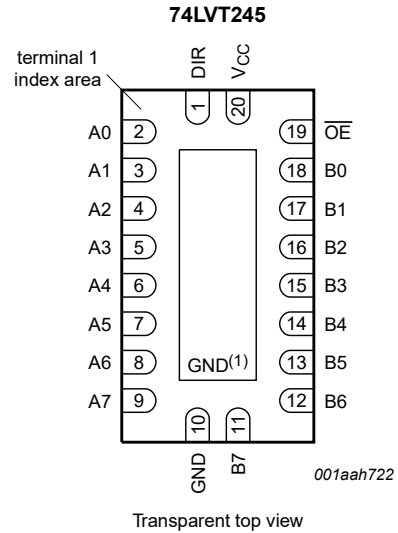 74LVT245
terminal 1
index area
DIR
VCC
1
20
A0 2
19 OE
A1 3
18 B0
A2 4
17 B1
A3 5
16 B2
A4 6
15 B3
A5 7
14 B4
A6 8
13 B5
GND(1)
A7 9
12 B6
10
11
GND
B7
001aah722
Transparent top view